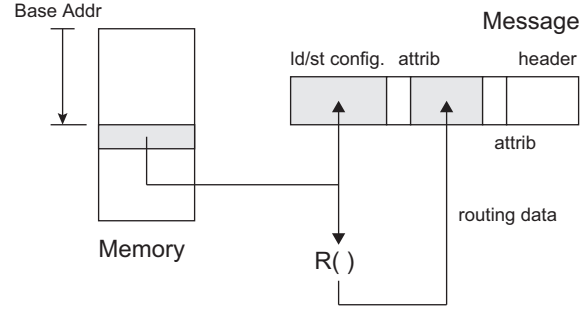 Base Addr
Message
ld/st config. attrib header
attrib
routing data
Memory
R( )